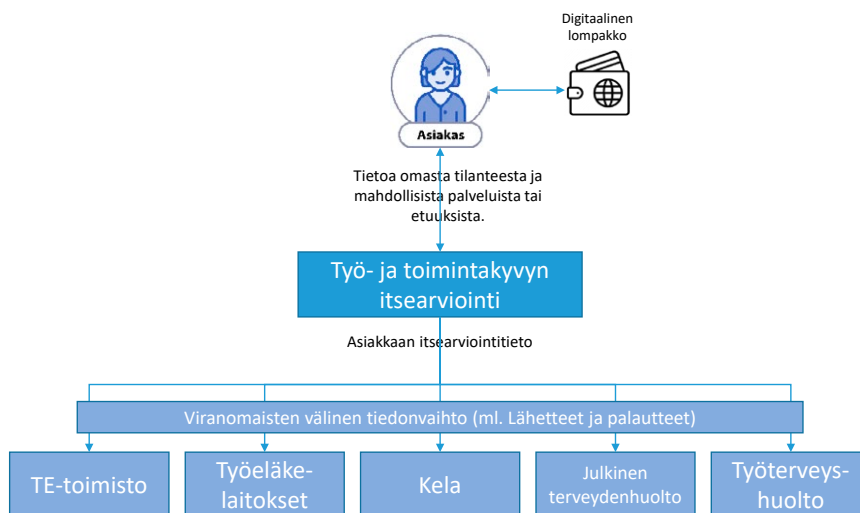 Digitaalinen
lompakko
Asiakas
Tietoa omasta tilanteesta ja
mahdollisista palveluista tai
etuuksista.
Työ- ja toimintakyvyn
itsearviointi
Asiakkaan itsearviointitieto
Viranomaisten välinen tiedonvaihto (ml. Lähetteet ja palautteet)
TE-toimisto
Työeläke-
laitokset
Kela
Julkinen
terveydenhuolto
Työterveys-
huolto